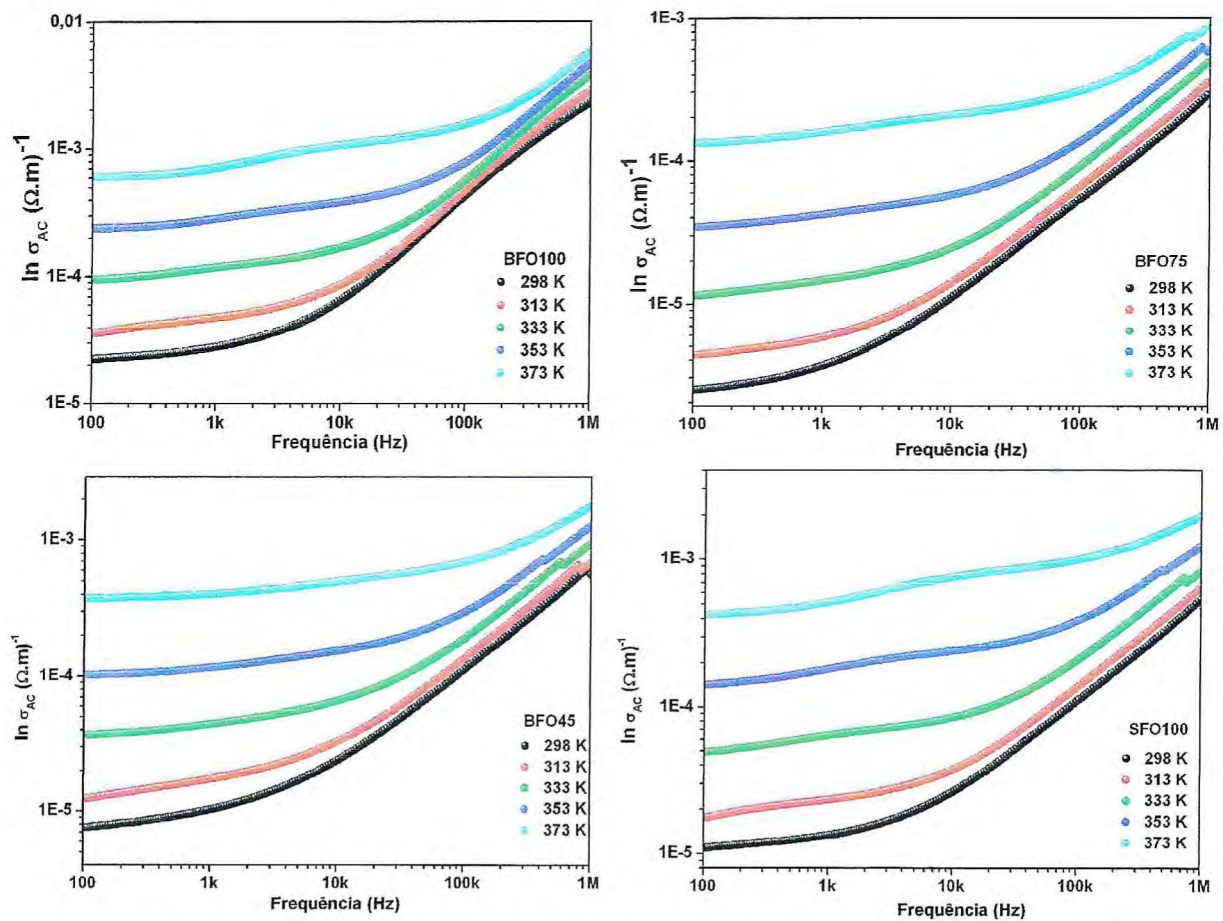 0,01
1E-3
1E-4
1E-5
ln σAC (Ω.m)⁻¹
BFO100
298 K
313 K
333 K
353 K
373 K
100 1k 10k 100k 1M
Frequência (Hz)
1E-3
1E-4
1E-5
ln σAC (Ω.m)⁻¹
BFO75
298 K
313 K
333 K
353 K
373 K
100 1k 10k 100k 1M
Frequência (Hz)
1E-3
1E-4
1E-5
ln σAC (Ω.m)⁻¹
BFO45
298 K
313 K
333 K
353 K
373 K
100 1k 10k 100k 1M
Frequência (Hz)
1E-3
1E-4
1E-5
ln σAC (Ω.m)⁻¹
SFO100
298 K
313 K
333 K
353 K
373 K
100 1k 10k 100k 1M
Frequência (Hz)